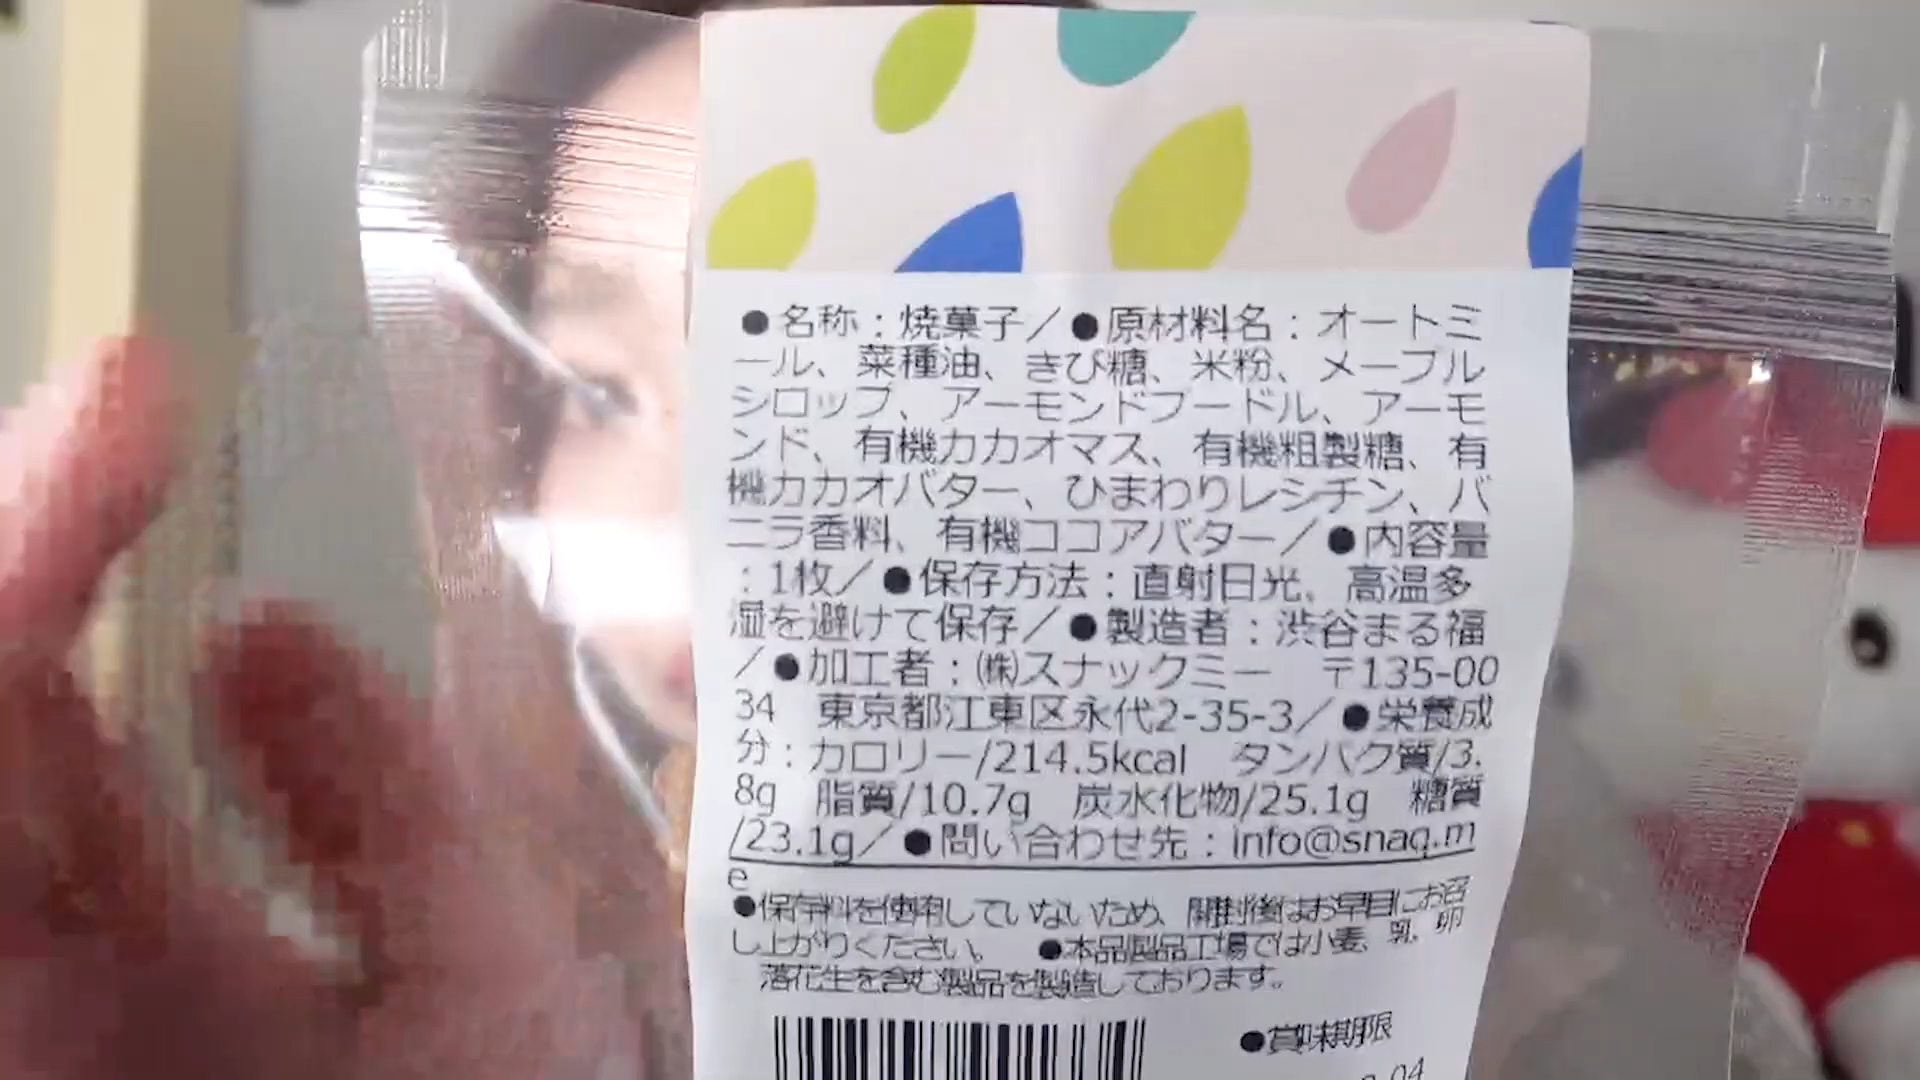 ●名称：焼菓子／●原材料名：オートミ
ール、菜種油、きび糖、米粉、メープル
シロップ、アーモンドプードル、アーモ
ンド、有機カカオマス、有機粗製糖、有
機カカオバター、ひまわりレシチン、バ
ニラ香料、有機ココアバター／●内容量
：1枚／●保存方法：直射日光、高温多
湿を避けて保存／●製造者：渋谷まる福
／●加工者：㈱スナックミー　〒135-00
34　東京都江東区永代2-35-3／●栄養成
分：カロリー/214.5kcal　タンパク質/3.
8g　脂質/10.7g　炭水化物/25.1g　糖質
/23.1g／●問い合わせ先：info@snaq.m
e
●保存料を使用していないため、開封後はお早目にお召
し上がりください。　●本品製品工場では小麦、乳、卵
落花生を含む製品を製造しております。
●賞味期限
04